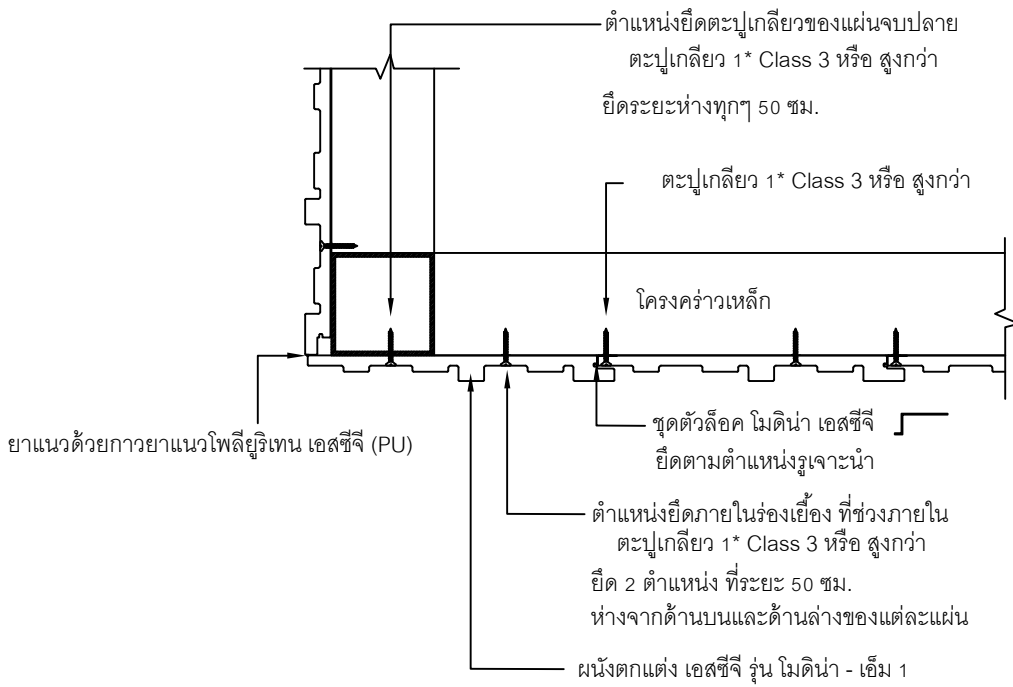 ตำแหน่งยึดตะปูเกลียวของแผ่นจบปลาย
ตะปูเกลียว 1* Class 3 หรือ สูงกว่า
ยึดระยะห่างทุกๆ 50 ซม.
ตะปูเกลียว 1* Class 3 หรือ สูงกว่า
โครงคร่าวเหล็ก
ชุดตัวล็อค โมดิน่า เอสซีจี
ยึดตามตำแหน่งรูเจาะนำ
ยาแนวด้วยกาวยาแนวโพลียูริเทน เอสซีจี (PU)
ตำแหน่งยึดภายในร่องเยื้อง ที่ช่วงภายใน
ตะปูเกลียว 1* Class 3 หรือ สูงกว่า
ยึด 2 ตำแหน่ง ที่ระยะ 50 ซม.
ห่างจากด้านบนและด้านล่างของแต่ละแผ่น
ผนังตกแต่ง เอสซีจี รุ่น โมดิน่า - เอ็ม 1